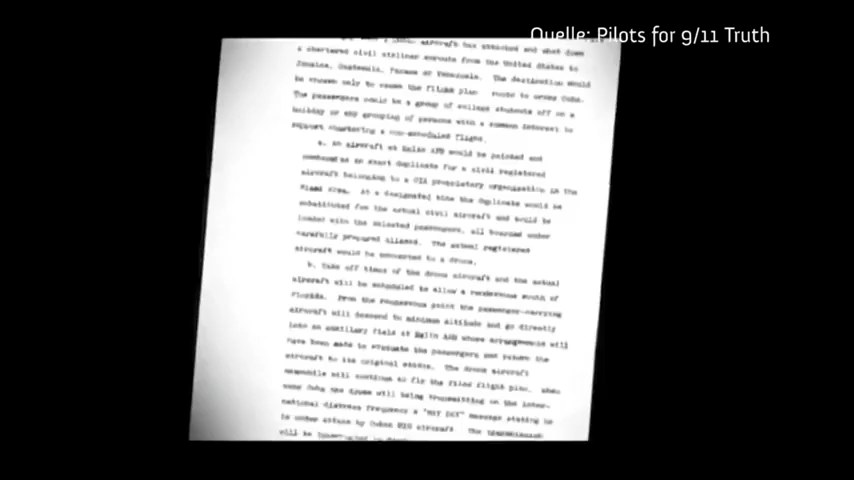 Quelle: Pilots for 9/11 Truth
aircraft has attacked and shot down
a chartered civil airliner enroute from the United States to
Jamaica, Guatemala, Panama or Venezuela. The destination would
be chosen only to cause the flight plan route to cross Cuba.
The passengers could be a group of college students off on a
holiday or any grouping of persons with a common interest to
support chartering a non-scheduled flight.
a. An aircraft at Eglin AFB would be painted and
numbered as an exact duplicate for a civil registered
aircraft belonging to a CIA proprietary organization in the
Miami area. At a designated time the duplicate would be
substituted for the actual civil aircraft and would be
loaded with the selected passengers, all boarded under
carefully prepared aliases. The actual registered
aircraft would be converted to a drone.
b. Take off times of the drone aircraft and the actual
aircraft will be scheduled to allow a rendezvous south of
Florida. From the rendezvous point the passenger-carrying
aircraft will descend to minimum altitude and go directly
into an auxiliary field at Eglin AFB where arrangements will
have been made to evacuate the passengers and return the
aircraft to its original status. The drone aircraft
meanwhile will continue to fly the filed flight plan. When
over Cuba the drone will being transmitting on the inter-
national distress frequency a "MAY DAY" message stating he
is under attack by Cuban MIG aircraft. The transmission
will be interrupted